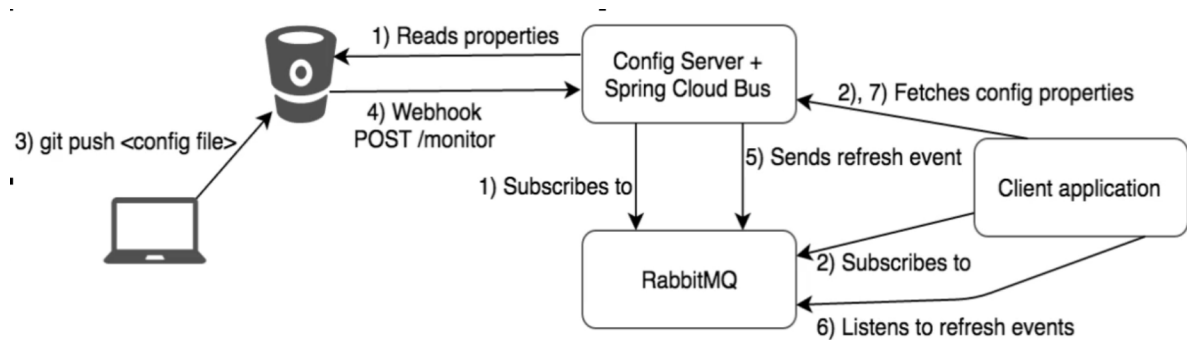 1) Reads properties
Config Server +
Spring Cloud Bus
2), 7) Fetches config properties
4) Webhook
POST /monitor
3) git push <config file>
5) Sends refresh event
1) Subscribes to
Client application
RabbitMQ
2) Subscribes to
6) Listens to refresh events